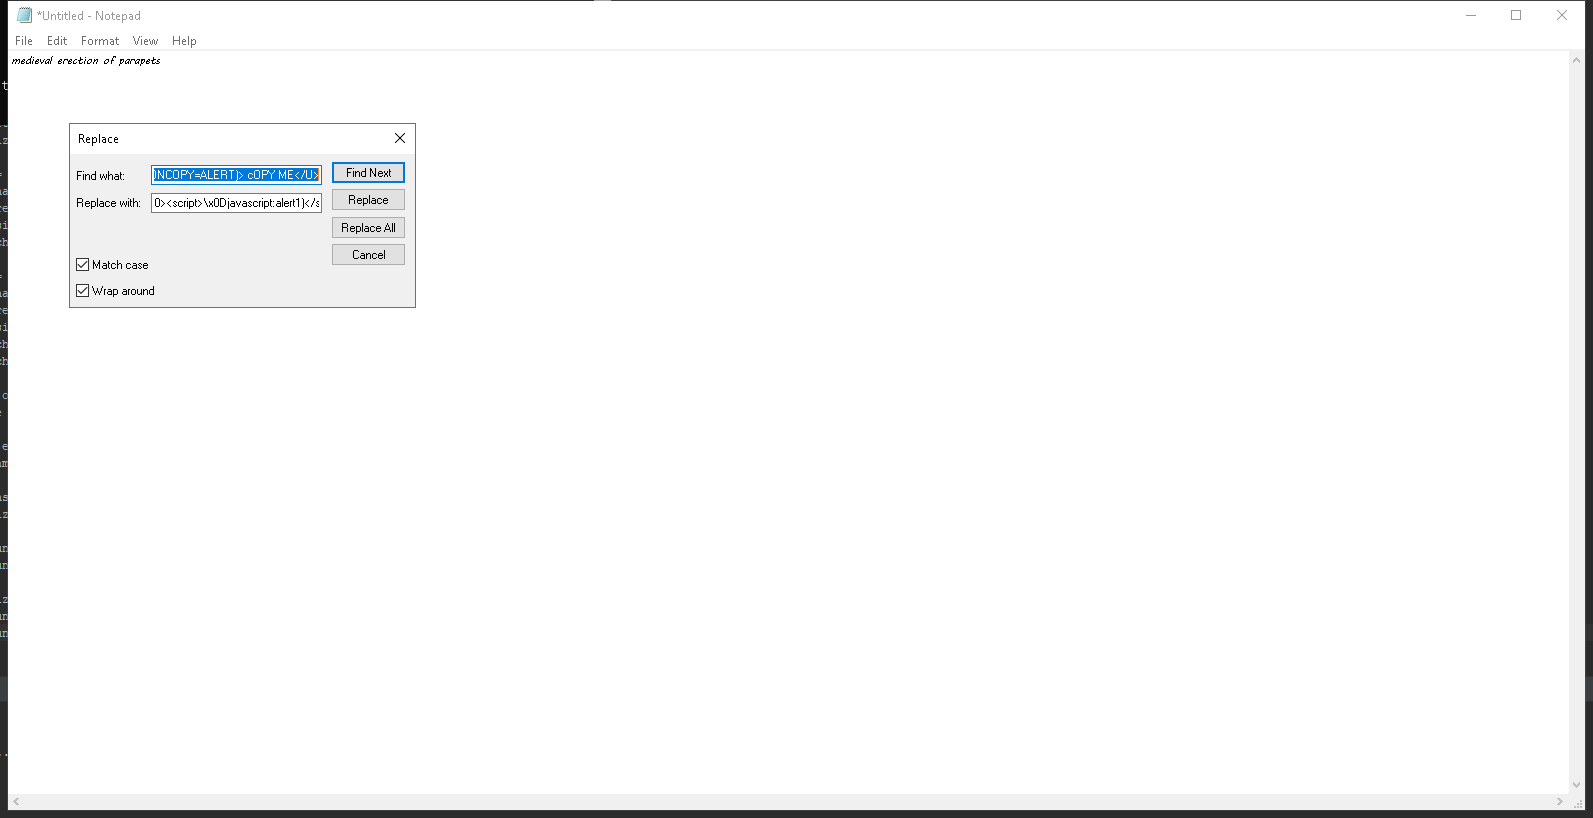 *Untitled - Notepad
File Edit Format View Help
medieval erection of parapets
Replace
Find what: )NCOPY=ALERT)> cOPY ME</U> Find Next
Replace with: 0><script>\x0Djavascript:alert1)</s Replace
Replace All
Cancel
Match case
Wrap around